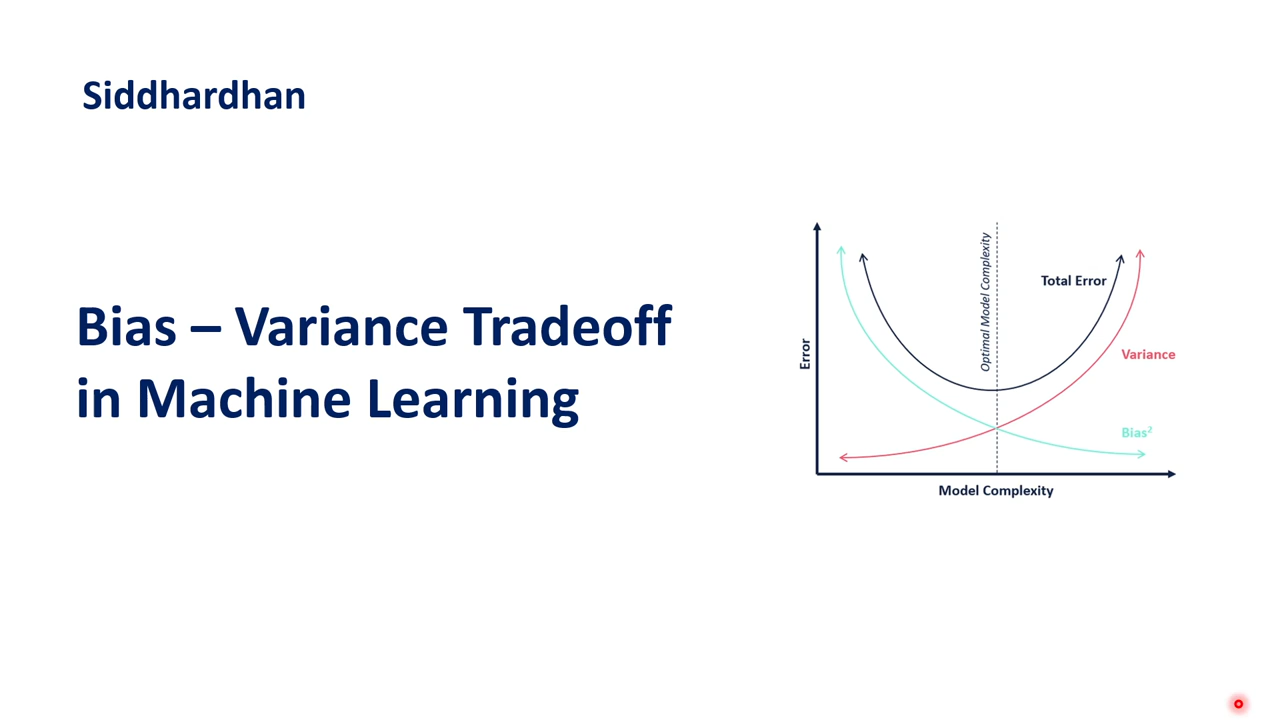 Siddhardhan
Bias – Variance Tradeoff
in Machine Learning
Error
Optimal Model Complexity
Total Error
Variance
Bias²
Model Complexity